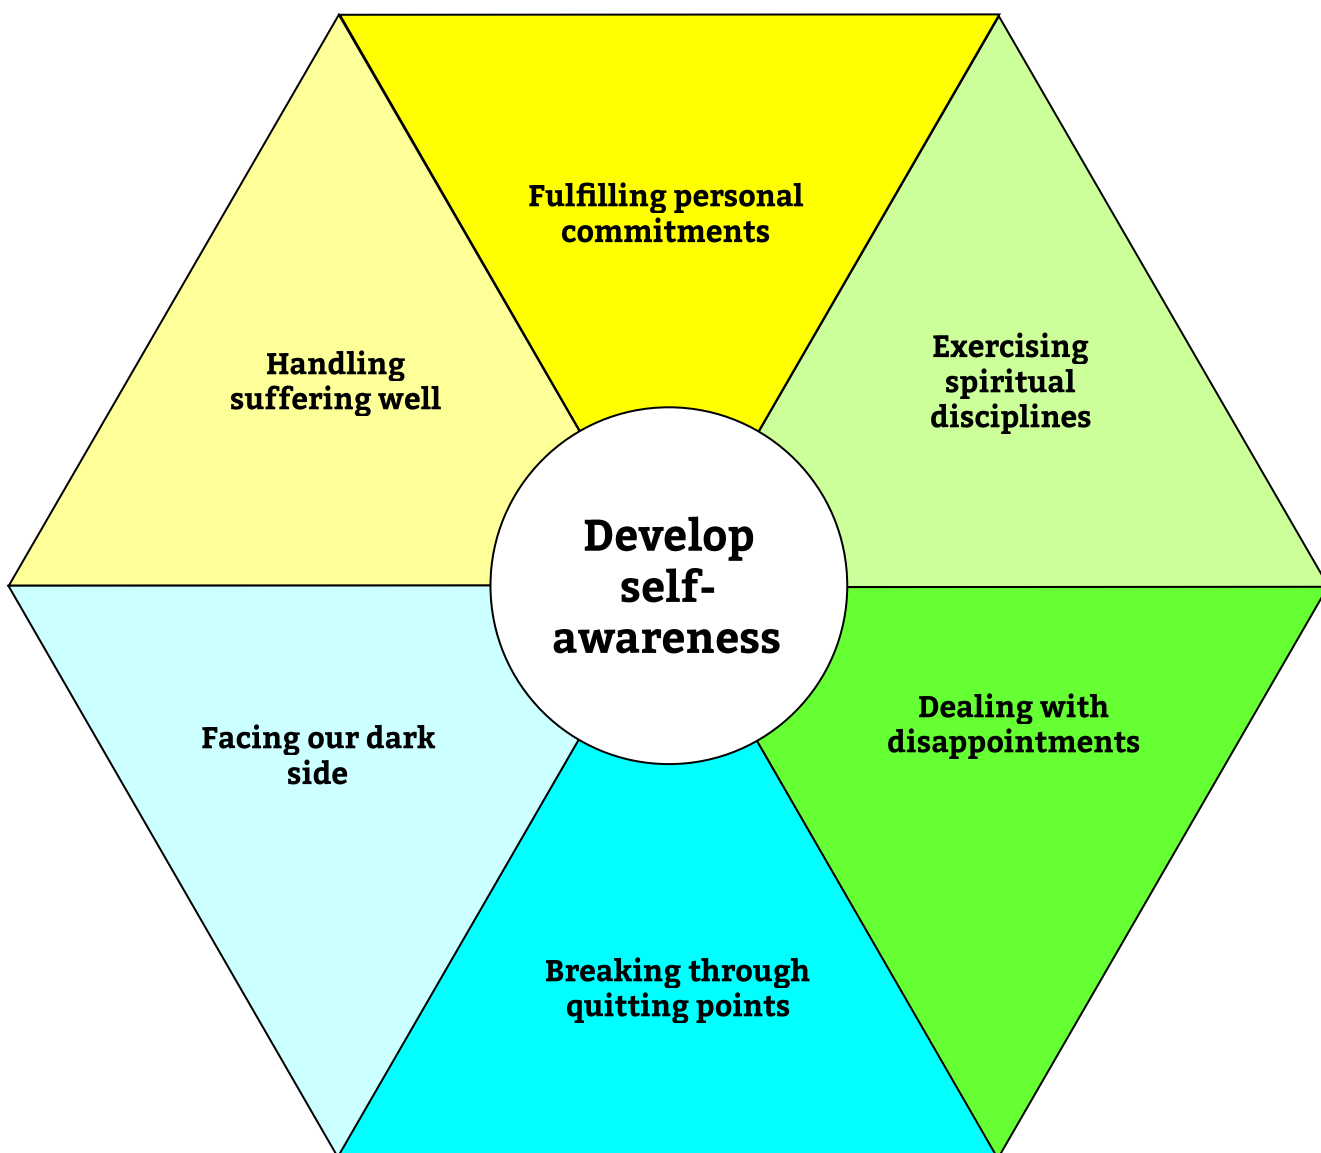 Fulfilling personal
commitments
Exercising
spiritual
disciplines
Handling
suffering well
Develop
self-
awareness
Dealing with
disappointments
Facing our dark
side
Breaking through
quitting points